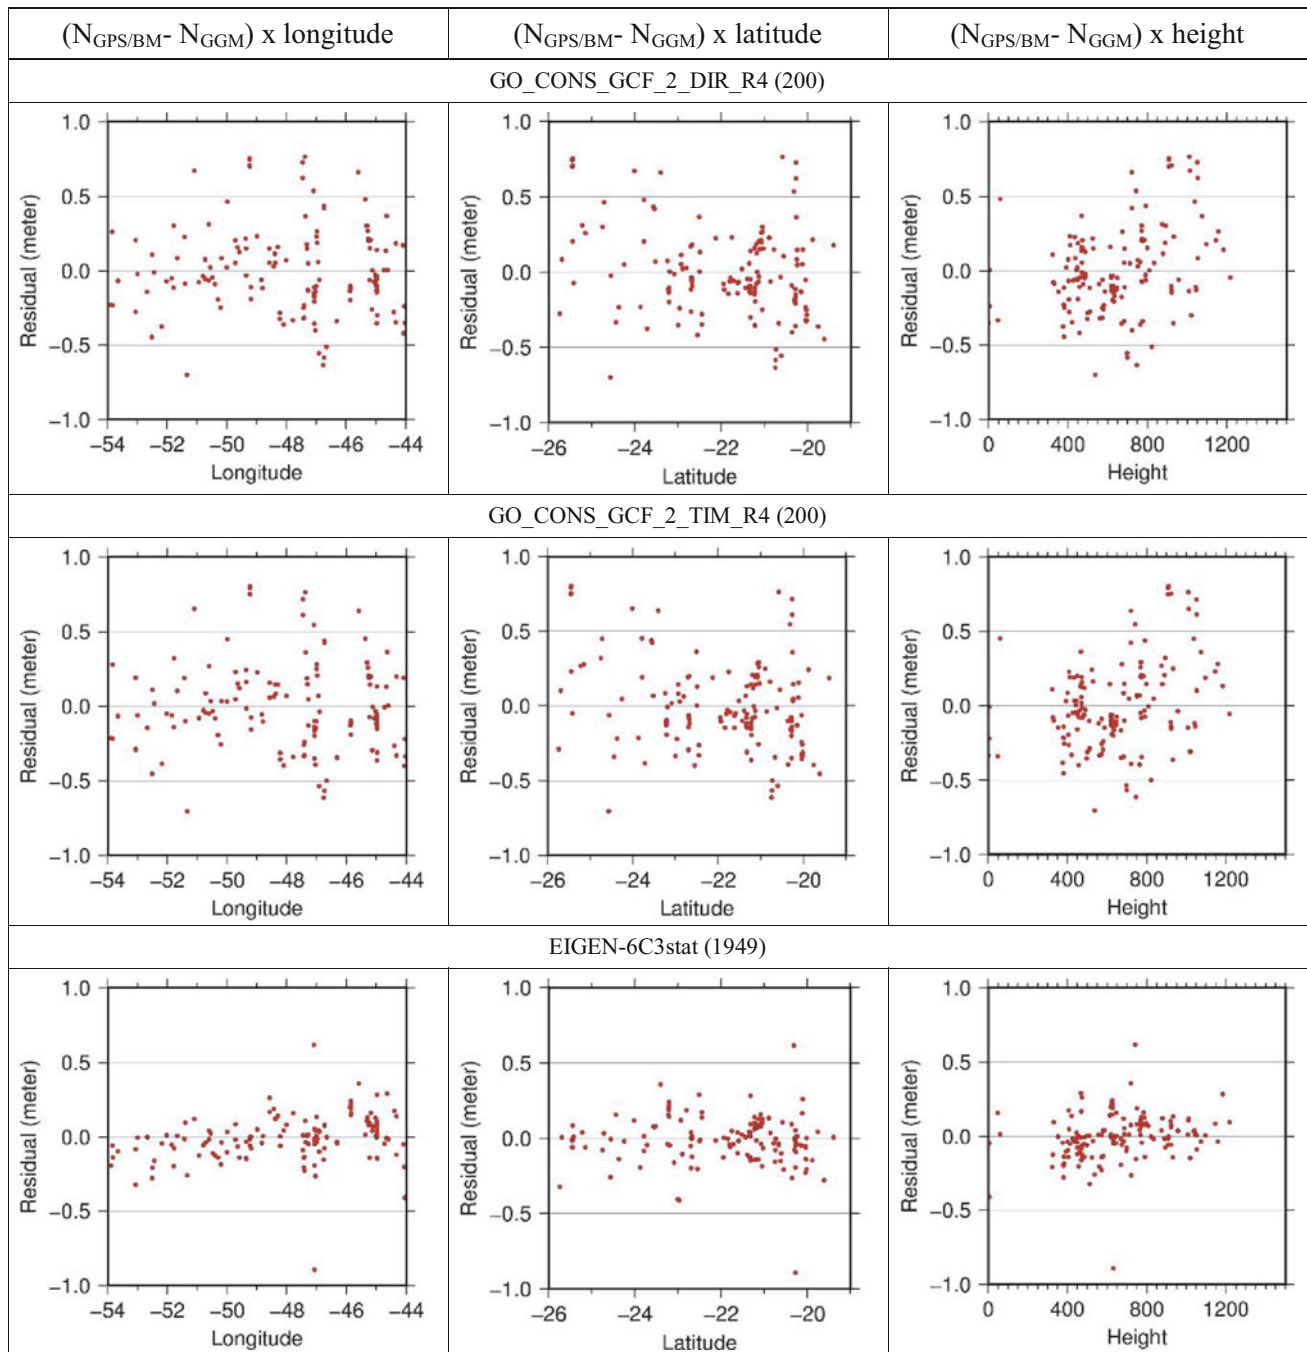 (N_GPS/BM- N_GGM) x longitude
(N_GPS/BM- N_GGM) x latitude
(N_GPS/BM- N_GGM) x height
GO_CONS_GCF_2_DIR_R4 (200)
1.0
0.5
0.0
−0.5
−1.0
Residual (meter)
−54 −52 −50 −48 −46 −44
Longitude
1.0
0.5
0.0
−0.5
−1.0
Residual (meter)
−26 −24 −22 −20
Latitude
1.0
0.5
0.0
−0.5
−1.0
Residual (meter)
0 400 800 1200
Height
GO_CONS_GCF_2_TIM_R4 (200)
1.0
0.5
0.0
−0.5
−1.0
Residual (meter)
−54 −52 −50 −48 −46 −44
Longitude
1.0
0.5
0.0
−0.5
−1.0
Residual (meter)
−26 −24 −22 −20
Latitude
1.0
0.5
0.0
−0.5
−1.0
Residual (meter)
0 400 800 1200
Height
EIGEN-6C3stat (1949)
1.0
0.5
0.0
−0.5
−1.0
Residual (meter)
−54 −52 −50 −48 −46 −44
Longitude
1.0
0.5
0.0
−0.5
−1.0
Residual (meter)
−26 −24 −22 −20
Latitude
1.0
0.5
0.0
−0.5
−1.0
Residual (meter)
0 400 800 1200
Height